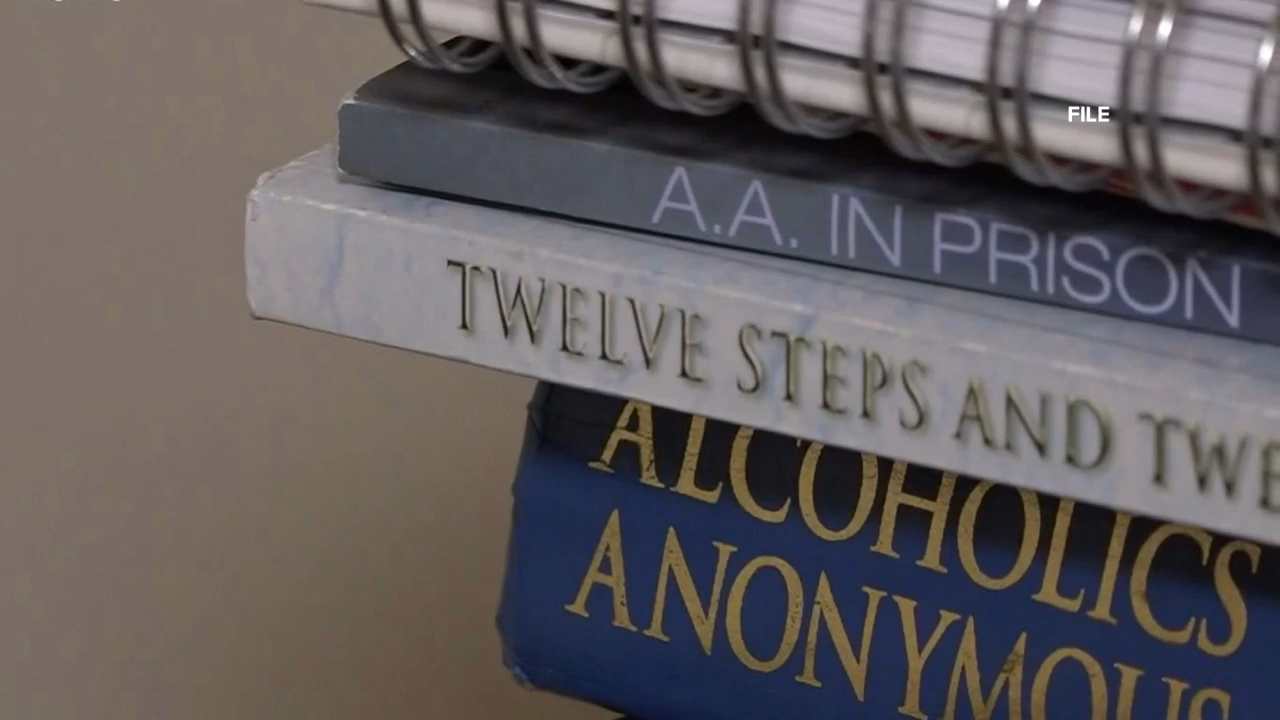 FILE
A.A. IN PRISON
TWELVE STEPS AND TWE
ALCOHOLICS
ANONYMOUS